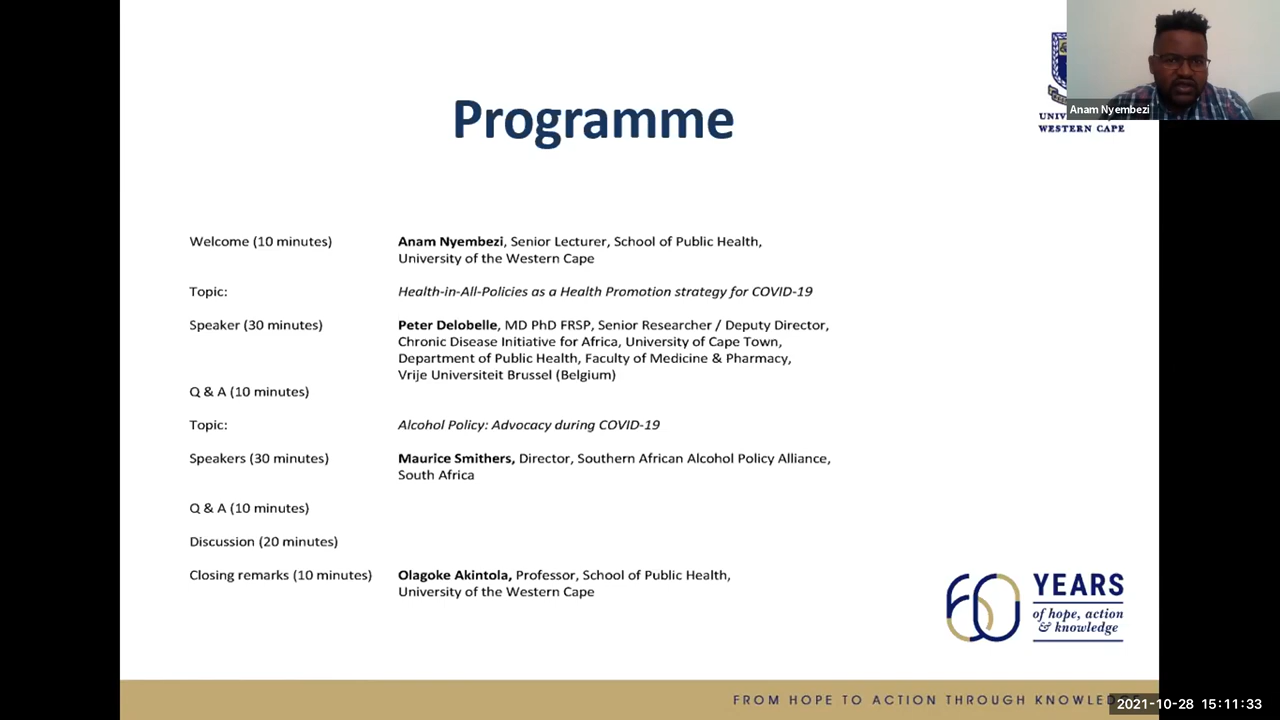 Programme
Anam Nyembezi
WESTERN CAPE
Welcome (10 minutes)
Anam Nyembezi, Senior Lecturer, School of Public Health,
University of the Western Cape
Topic:
Health-in-All-Policies as a Health Promotion strategy for COVID-19
Speaker (30 minutes)
Peter Delobelle, MD PhD FRSP, Senior Researcher / Deputy Director,
Chronic Disease Initiative for Africa, University of Cape Town,
Department of Public Health, Faculty of Medicine & Pharmacy,
Vrije Universiteit Brussel (Belgium)
Q & A (10 minutes)
Topic:
Alcohol Policy: Advocacy during COVID-19
Speakers (30 minutes)
Maurice Smithers, Director, Southern African Alcohol Policy Alliance,
South Africa
Q & A (10 minutes)
Discussion (20 minutes)
Closing remarks (10 minutes)
Olagoke Akintola, Professor, School of Public Health,
University of the Western Cape
60 YEARS
of hope, action
& knowledge
FROM HOPE TO ACTION THROUGH
2021-10-28 15:11:33